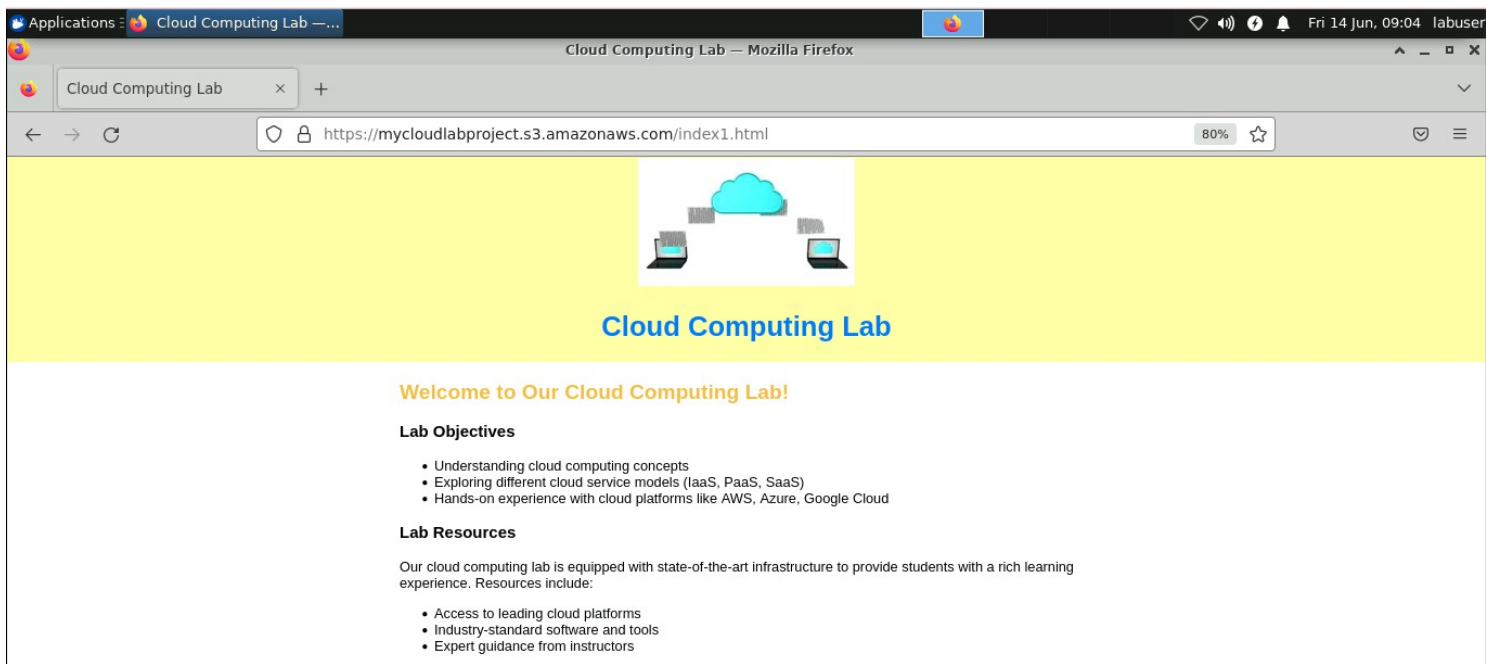 Applications Cloud Computing Lab —... Fri 14 Jun, 09:04 labuser
Cloud Computing Lab — Mozilla Firefox
Cloud Computing Lab
https://mycloudlabproject.s3.amazonaws.com/index1.html 80%
Cloud Computing Lab
Welcome to Our Cloud Computing Lab!
Lab Objectives
• Understanding cloud computing concepts
• Exploring different cloud service models (IaaS, PaaS, SaaS)
• Hands-on experience with cloud platforms like AWS, Azure, Google Cloud
Lab Resources
Our cloud computing lab is equipped with state-of-the-art infrastructure to provide students with a rich learning
experience. Resources include:
• Access to leading cloud platforms
• Industry-standard software and tools
• Expert guidance from instructors